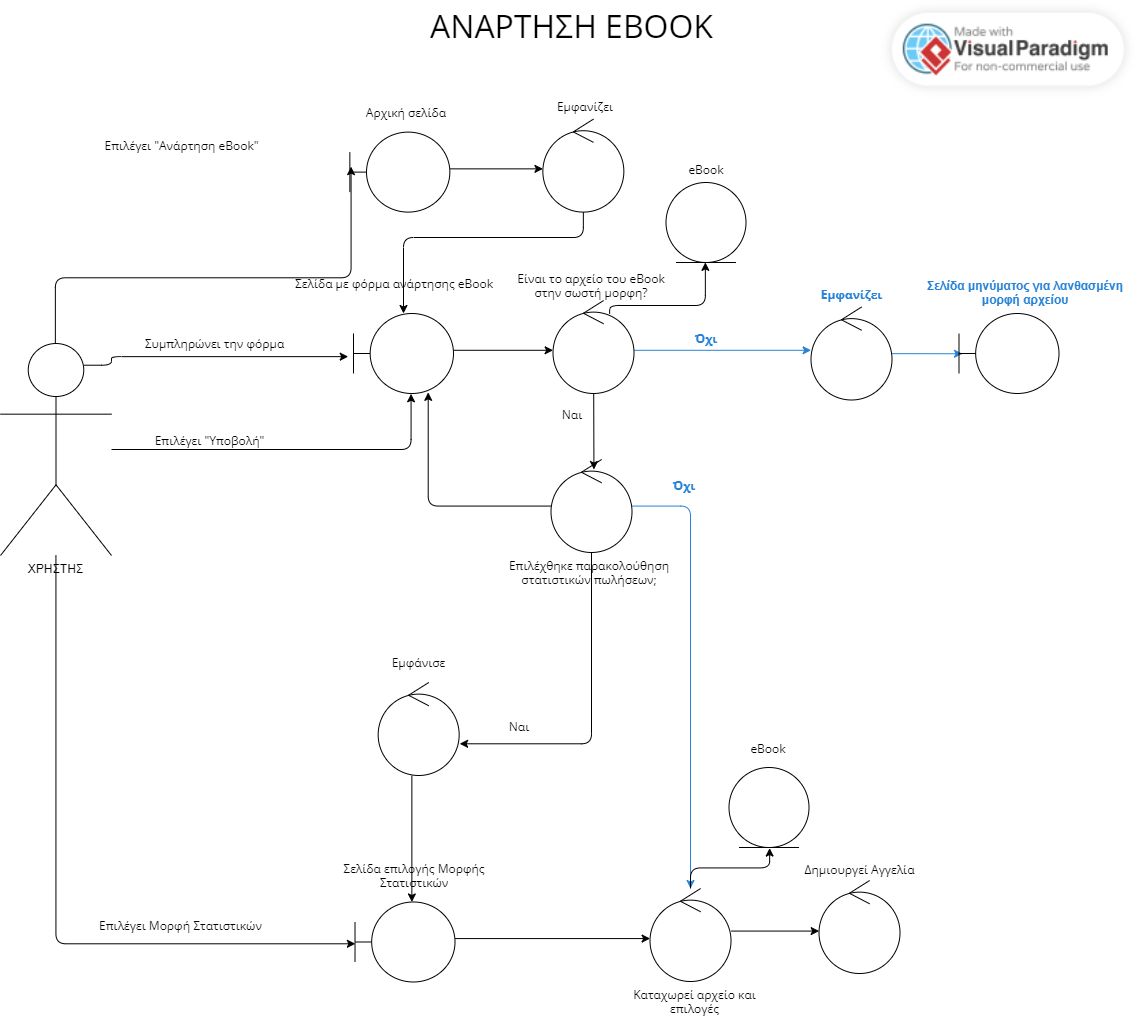 ΑΝΑΡΤΗΣΗ EBOOK
Made with
Visual Paradigm
For non-commercial use
Αρχική σελίδα
Εμφανίζει
Επιλέγει "Ανάρτηση eBook"
eBook
Σελίδα με φόρμα ανάρτησης eBook
Είναι το αρχείο του eBook
στην σωστή μορφη?
Εμφανίζει
Σελίδα μηνύματος για λανθασμένη
μορφή αρχείου
Συμπληρώνει την φόρμα
Όχι
Ναι
Επιλέγει "Υποβολή"
Όχι
ΧΡΗΣΤΗΣ
Επιλέχθηκε παρακολούθηση
στατιστικών πωλήσεων;
Εμφάνισε
Ναι
eBook
Σελίδα επιλογής Μορφής
Στατιστικών
Δημιουργεί Αγγελία
Επιλέγει Μορφή Στατιστικών
Καταχωρεί αρχείο και
επιλογές